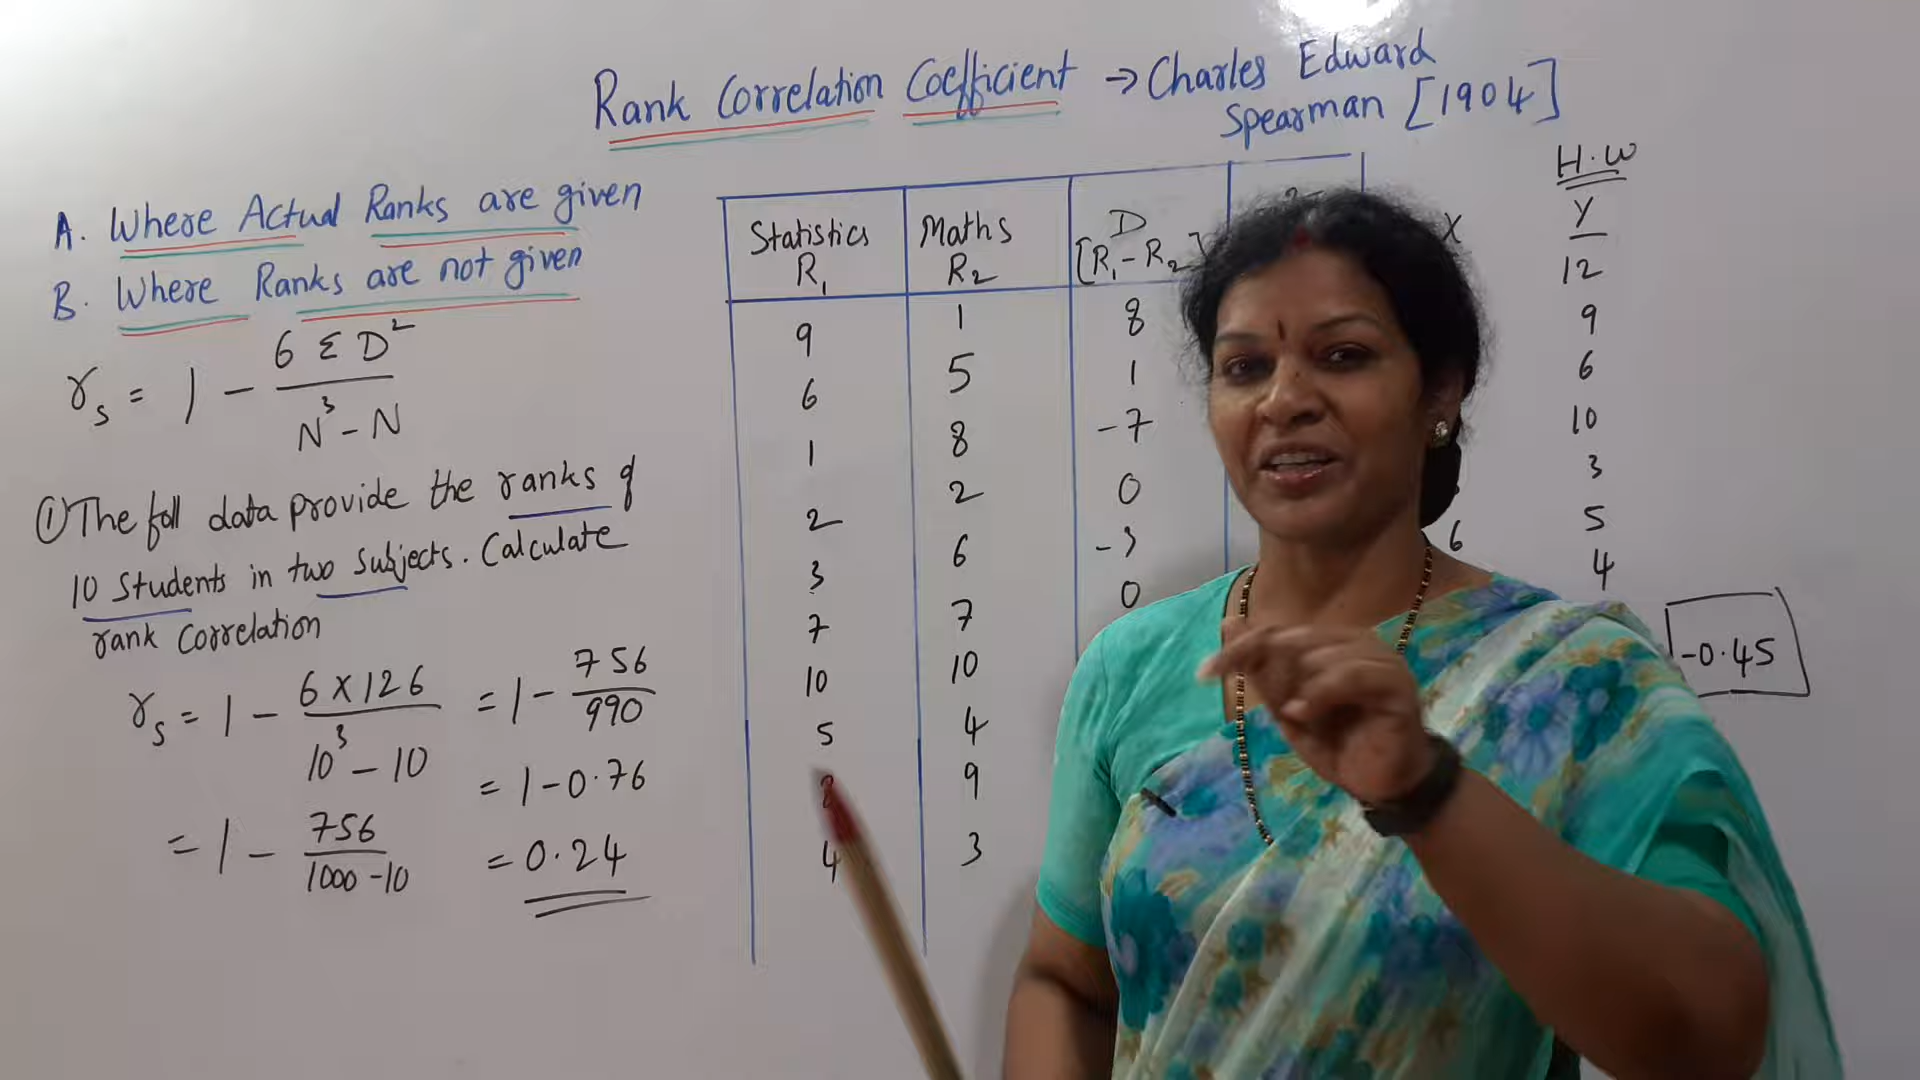 Rank Correlation Coefficient → Charles Edward
Spearman [1904]
A. Where Actual Ranks are given
B. Where Ranks are not given
r_s = 1 - 6 Σ D² / N³ - N
① The foll data provide the ranks of
10 Students in two Subjects. Calculate
rank Correlation
r_s = 1 - 6 X 126 / 10³ - 10 = 1 - 756 / 990
= 1 - 0.76
= 1 - 756 / 1000 - 10
= 0.24
Statistics R₁ Maths R₂ D [R₁ - R₂]
9 1 8
6 5 1
1 8 -7
2 2 0
3 6 -3
7 7 0
10 10
5 4
8 9
4 3
H.W
X Y
12
9
6
10
3
5
6 4
-0.45